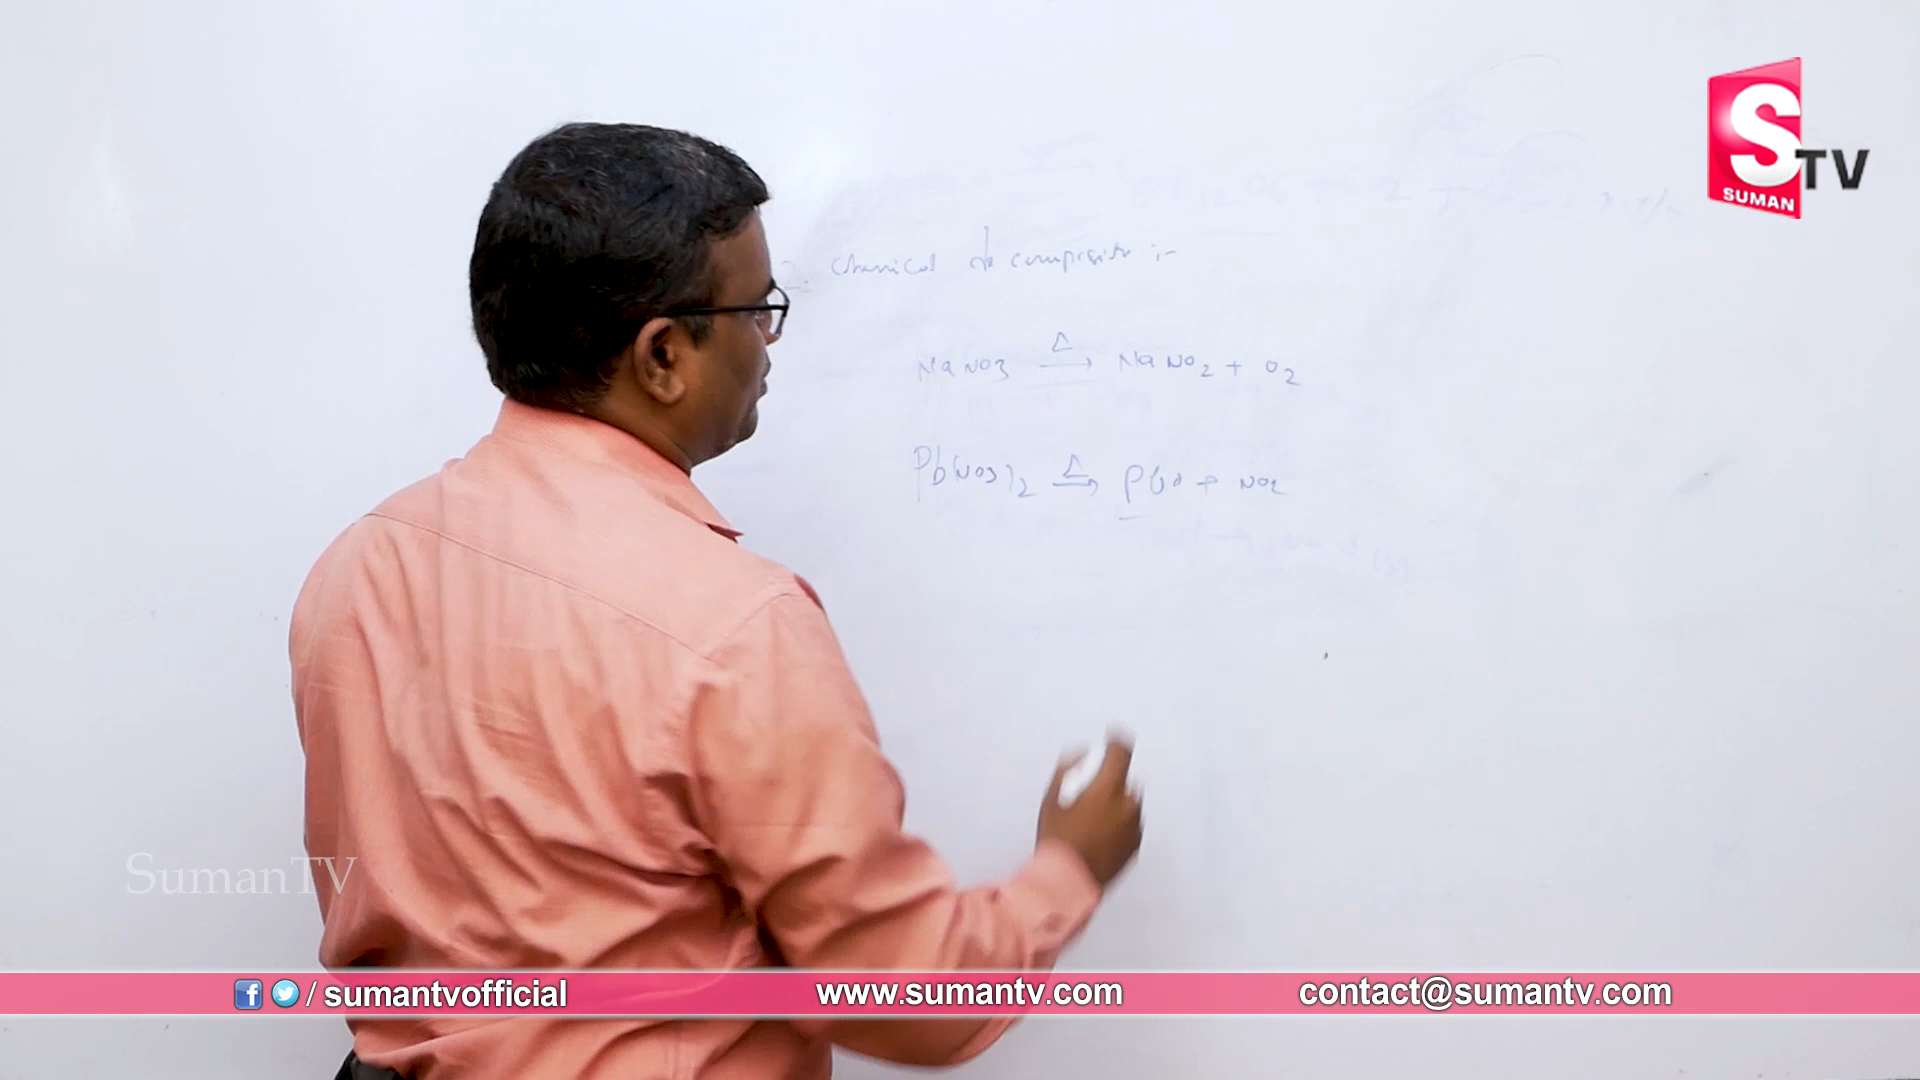 S
TV
SUMAN
2. Chemical decomposition :-
NaNO3 Δ→ NaNO2 + O2
Pb(NO3)2 Δ→ PbO + NO2
SumanTV
/ sumantvofficial
www.sumantv.com
contact@sumantv.com